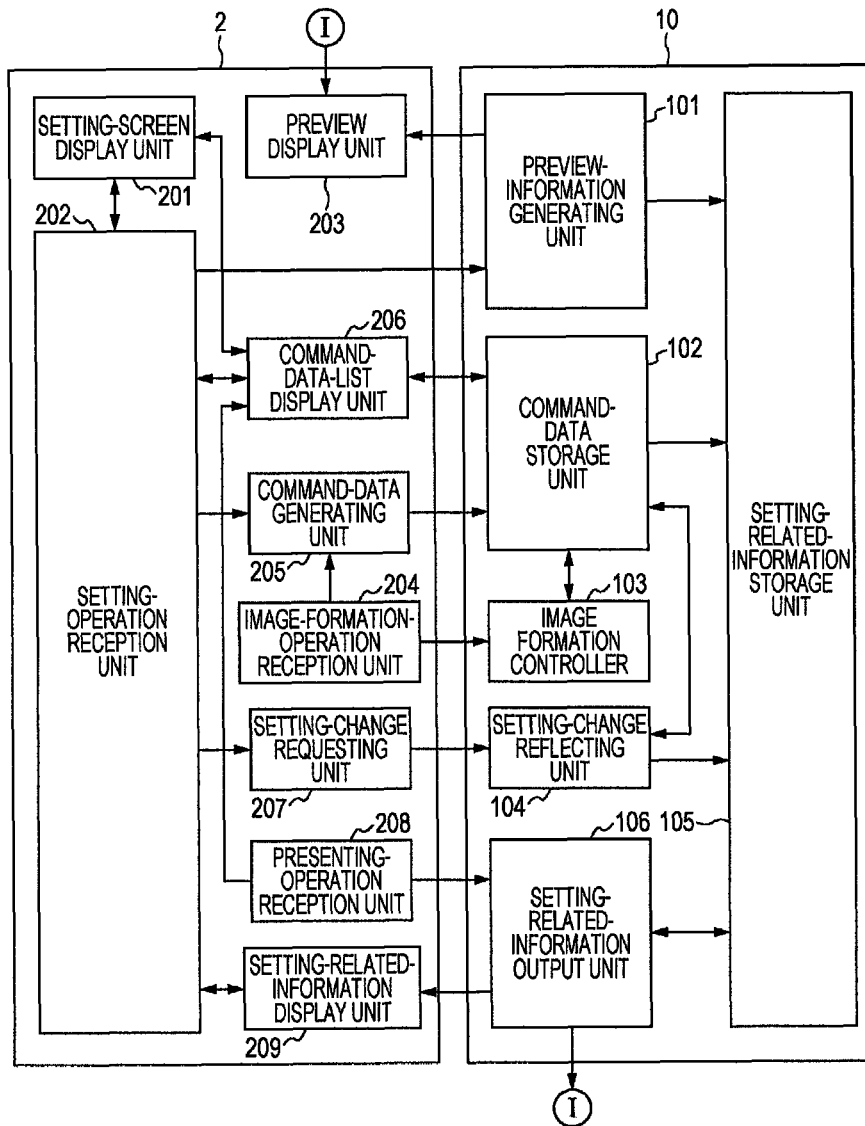 I
2
10
SETTING-SCREEN
DISPLAY UNIT
201
PREVIEW
DISPLAY UNIT
203
101
PREVIEW-
INFORMATION
GENERATING
UNIT
202
SETTING-
OPERATION
RECEPTION
UNIT
206
COMMAND-
DATA-LIST
DISPLAY UNIT
102
COMMAND-
DATA
STORAGE
UNIT
COMMAND-DATA
GENERATING
UNIT
205
204
IMAGE-FORMATION-
OPERATION
RECEPTION UNIT
103
IMAGE
FORMATION
CONTROLLER
SETTING-
RELATED-
INFORMATION
STORAGE
UNIT
SETTING-CHANGE
REQUESTING
UNIT
207
SETTING-CHANGE
REFLECTING
UNIT
104
208
PRESENTING-
OPERATION
RECEPTION UNIT
106
105
SETTING-
RELATED-
INFORMATION
OUTPUT UNIT
SETTING-RELATED-
INFORMATION
DISPLAY UNIT
209
I